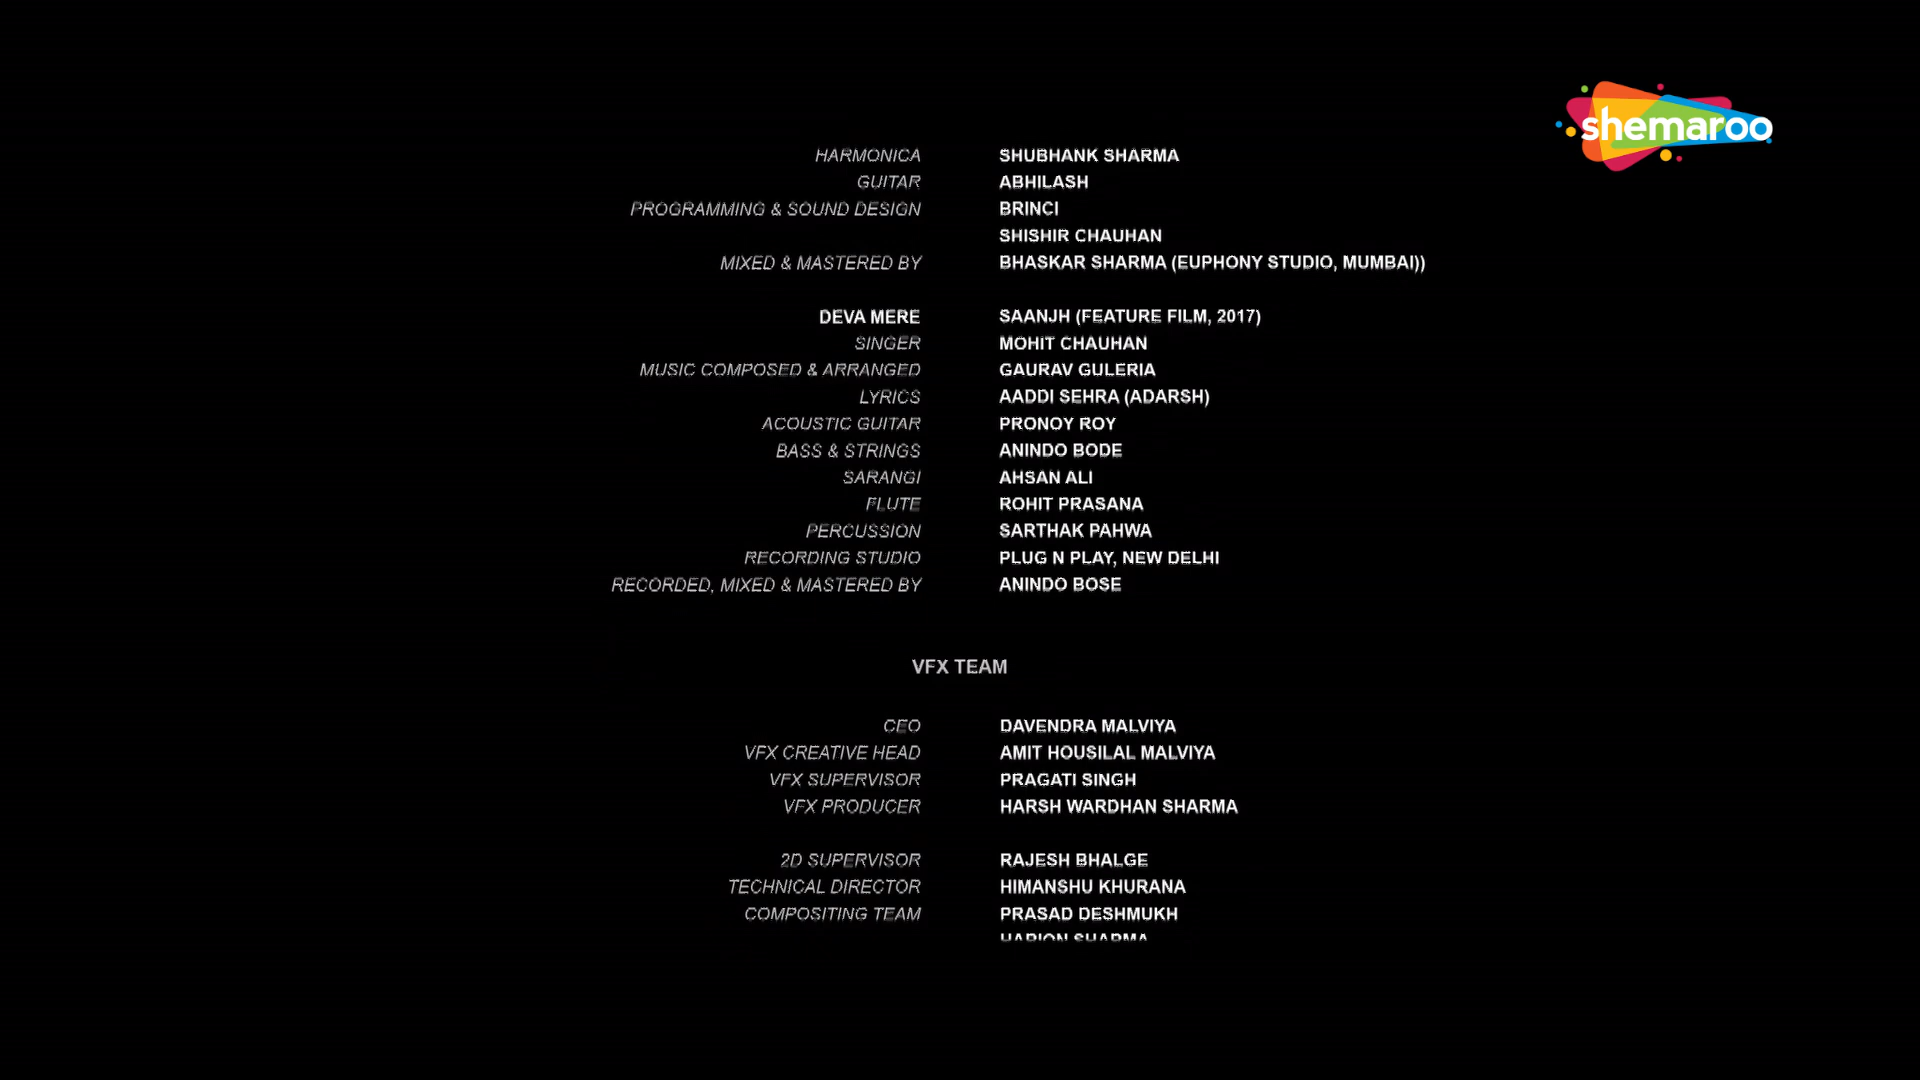 shemaroo
HARMONICA SHUBHANK SHARMA
GUITAR ABHILASH
PROGRAMMING & SOUND DESIGN BRINCI
SHISHIR CHAUHAN
MIXED & MASTERED BY BHASKAR SHARMA (EUPHONY STUDIO, MUMBAI))
DEVA MERE SAANJH (FEATURE FILM, 2017)
SINGER MOHIT CHAUHAN
MUSIC COMPOSED & ARRANGED GAURAV GULERIA
LYRICS AADDI SEHRA (ADARSH)
ACOUSTIC GUITAR PRONOY ROY
BASS & STRINGS ANINDO BODE
SARANGI AHSAN ALI
FLUTE ROHIT PRASANA
PERCUSSION SARTHAK PAHWA
RECORDING STUDIO PLUG N PLAY, NEW DELHI
RECORDED, MIXED & MASTERED BY ANINDO BOSE
VFX TEAM
CEO DAVENDRA MALVIYA
VFX CREATIVE HEAD AMIT HOUSILAL MALVIYA
VFX SUPERVISOR PRAGATI SINGH
VFX PRODUCER HARSH WARDHAN SHARMA
2D SUPERVISOR RAJESH BHALGE
TECHNICAL DIRECTOR HIMANSHU KHURANA
COMPOSITING TEAM PRASAD DESHMUKH
SHARMA